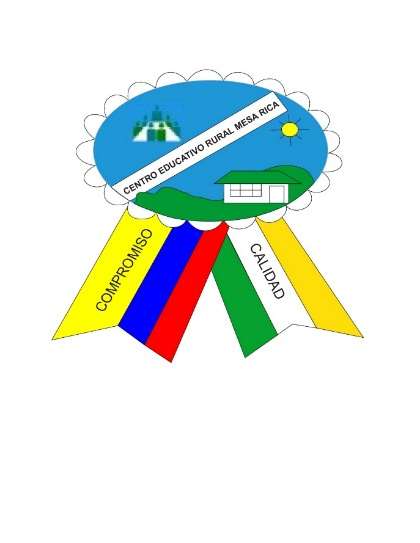 CENTRO EDUCATIVO RURAL MESA RICA
COMPROMISO
CALIDAD